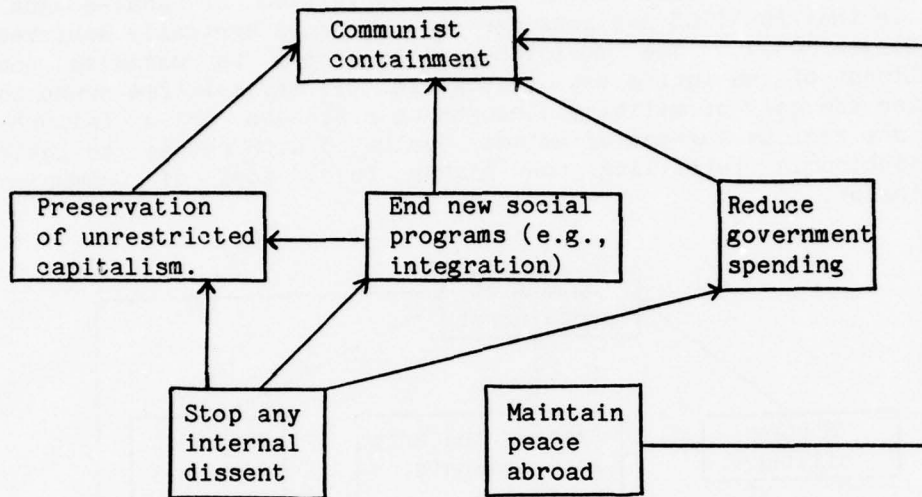 Communist
containment
Preservation
of unrestricted
capitalism.
End new social
programs (e.g.,
integration)
Reduce
government
spending
Stop any
internal
dissent
Maintain
peace
abroad